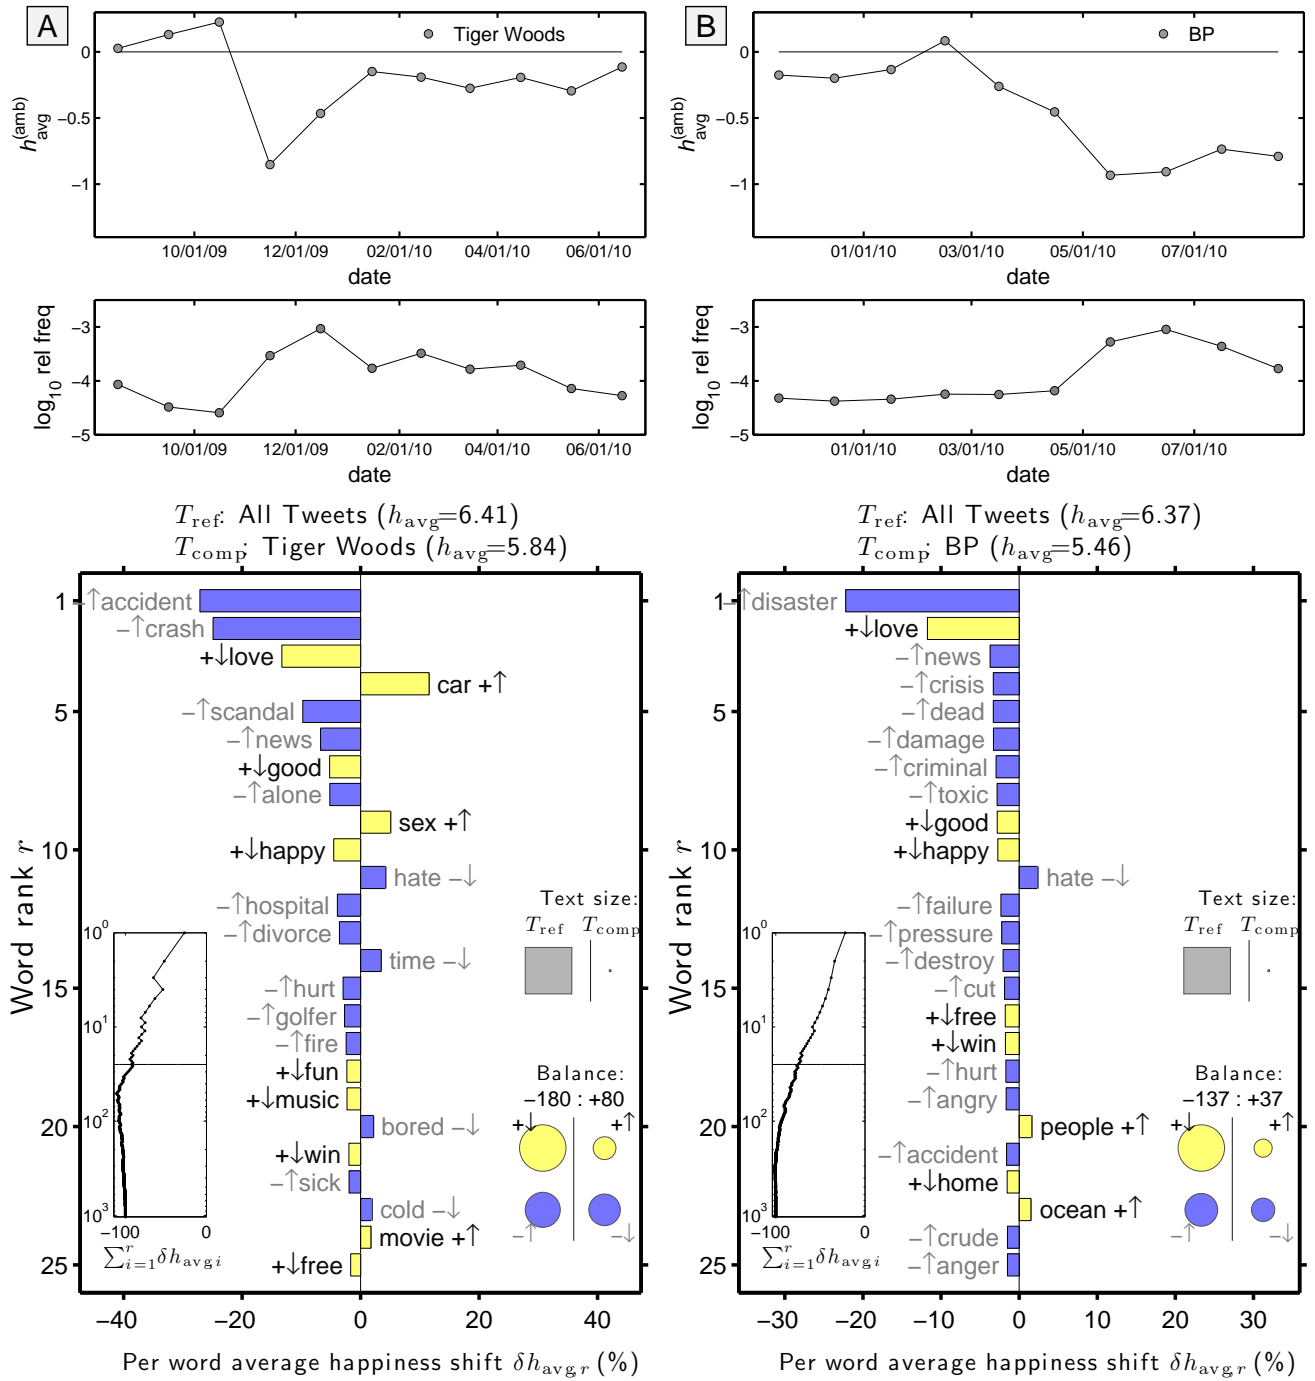 A
Tiger Woods
0
−0.5
−1
h_avg^(amb)
10/01/09 12/01/09 02/01/10 04/01/10 06/01/10
date
−3
−4
−5
log10 rel freq
10/01/09 12/01/09 02/01/10 04/01/10 06/01/10
date
T_ref: All Tweets (h_avg=6.41)
T_comp: Tiger Woods (h_avg=5.84)
−40 −20 0 20 40
1
5
10
15
20
25
Word rank r
−↑accident
−↑crash
+↓love
car +↑
−↑scandal
−↑news
+↓good
−↑alone
sex +↑
+↓happy
hate −↓
−↑hospital
−↑divorce
time −↓
−↑hurt
−↑golfer
−↑fire
+↓fun
+↓music
bored −↓
+↓win
−↑sick
cold −↓
movie +↑
+↓free
Text size:
T_ref T_comp
Balance:
−180 : +80
+↓ +↑
−↑ −↓
10^0
10^1
10^2
10^3
−100 0
∑_{i=1}^r δh_avg,i
Per word average happiness shift δh_avg,r (%)
B
BP
0
−0.5
−1
h_avg^(amb)
01/01/10 03/01/10 05/01/10 07/01/10
date
−3
−4
−5
log10 rel freq
01/01/10 03/01/10 05/01/10 07/01/10
date
T_ref: All Tweets (h_avg=6.37)
T_comp: BP (h_avg=5.46)
−30 −20 −10 0 10 20 30
1
5
10
15
20
25
Word rank r
−↑disaster
+↓love
−↑news
−↑crisis
−↑dead
−↑damage
−↑criminal
−↑toxic
+↓good
+↓happy
hate −↓
−↑failure
−↑pressure
−↑destroy
−↑cut
+↓free
+↓win
−↑hurt
−↑angry
people +↑
−↑accident
+↓home
ocean +↑
−↑crude
−↑anger
Text size:
T_ref T_comp
Balance:
−137 : +37
+↓ +↑
−↑ −↓
10^0
10^1
10^2
10^3
−100 0
∑_{i=1}^r δh_avg,i
Per word average happiness shift δh_avg,r (%)